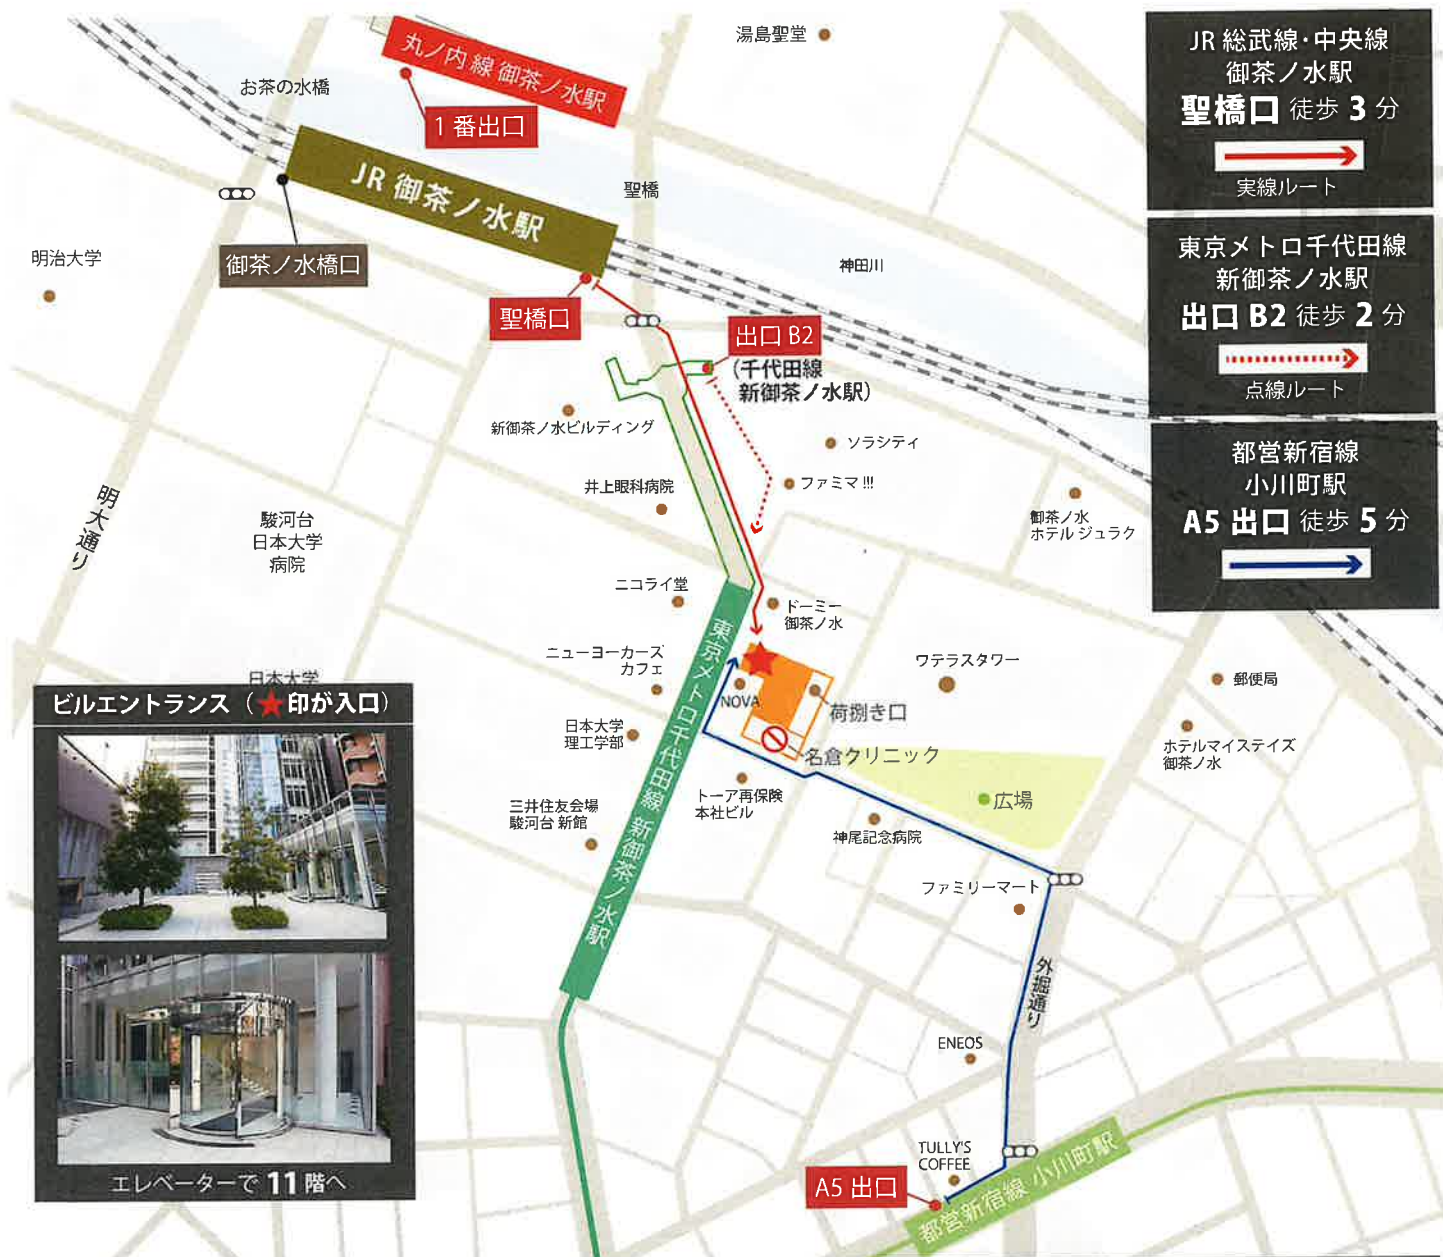 湯島聖堂
丸ノ内線 御茶ノ水駅
お茶の水橋
1 番出口
JR 御茶ノ水駅
聖橋
明治大学
御茶ノ水橋口
神田川
聖橋口
出口 B2
(千代田線
新御茶ノ水駅)
新御茶ノ水ビルディング
ソラシティ
ファミマ !!!
井上眼科病院
明大通り
駿河台
日本大学
病院
御茶ノ水
ホテル ジュラク
ニコライ堂
ドーミー
御茶ノ水
東京メトロ千代田線 新御茶ノ水駅
ニューヨーカーズ
カフェ
ワテラスタワー
郵便局
日本大学
NOVA
荷捌き口
日本大学
理工学部
名倉クリニック
ホテルマイステイズ
御茶ノ水
トーア再保険
本社ビル
広場
三井住友会場
駿河台 新館
神尾記念病院
ファミリーマート
外掘通り
ENEOS
TULLY'S
COFFEE
A5 出口
都営新宿線 小川町駅
JR 総武線・中央線
御茶ノ水駅
聖橋口 徒歩 3 分
実線ルート
東京メトロ千代田線
新御茶ノ水駅
出口 B2 徒歩 2 分
点線ルート
都営新宿線
小川町駅
A5 出口 徒歩 5 分
ビルエントランス（★印が入口）
エレベーターで 11 階へ